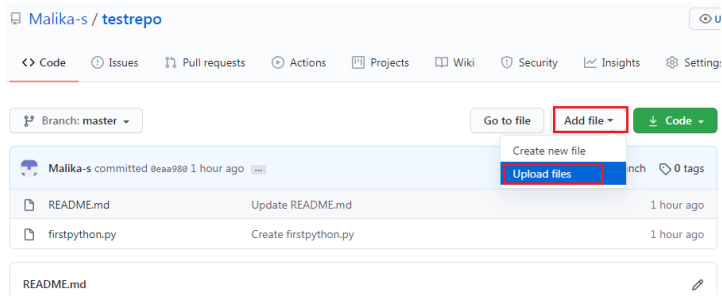 Malika-s / testrepo
U
<> Code Issues Pull requests Actions Projects Wiki Security Insights Setting
Branch: master Go to file Add file Code
Create new file
Upload files
Malika-s committed 0eaa980 1 hour ago ... nch 0 tags
README.md Update README.md 1 hour ago
firstpython.py Create firstpython.py 1 hour ago
README.md